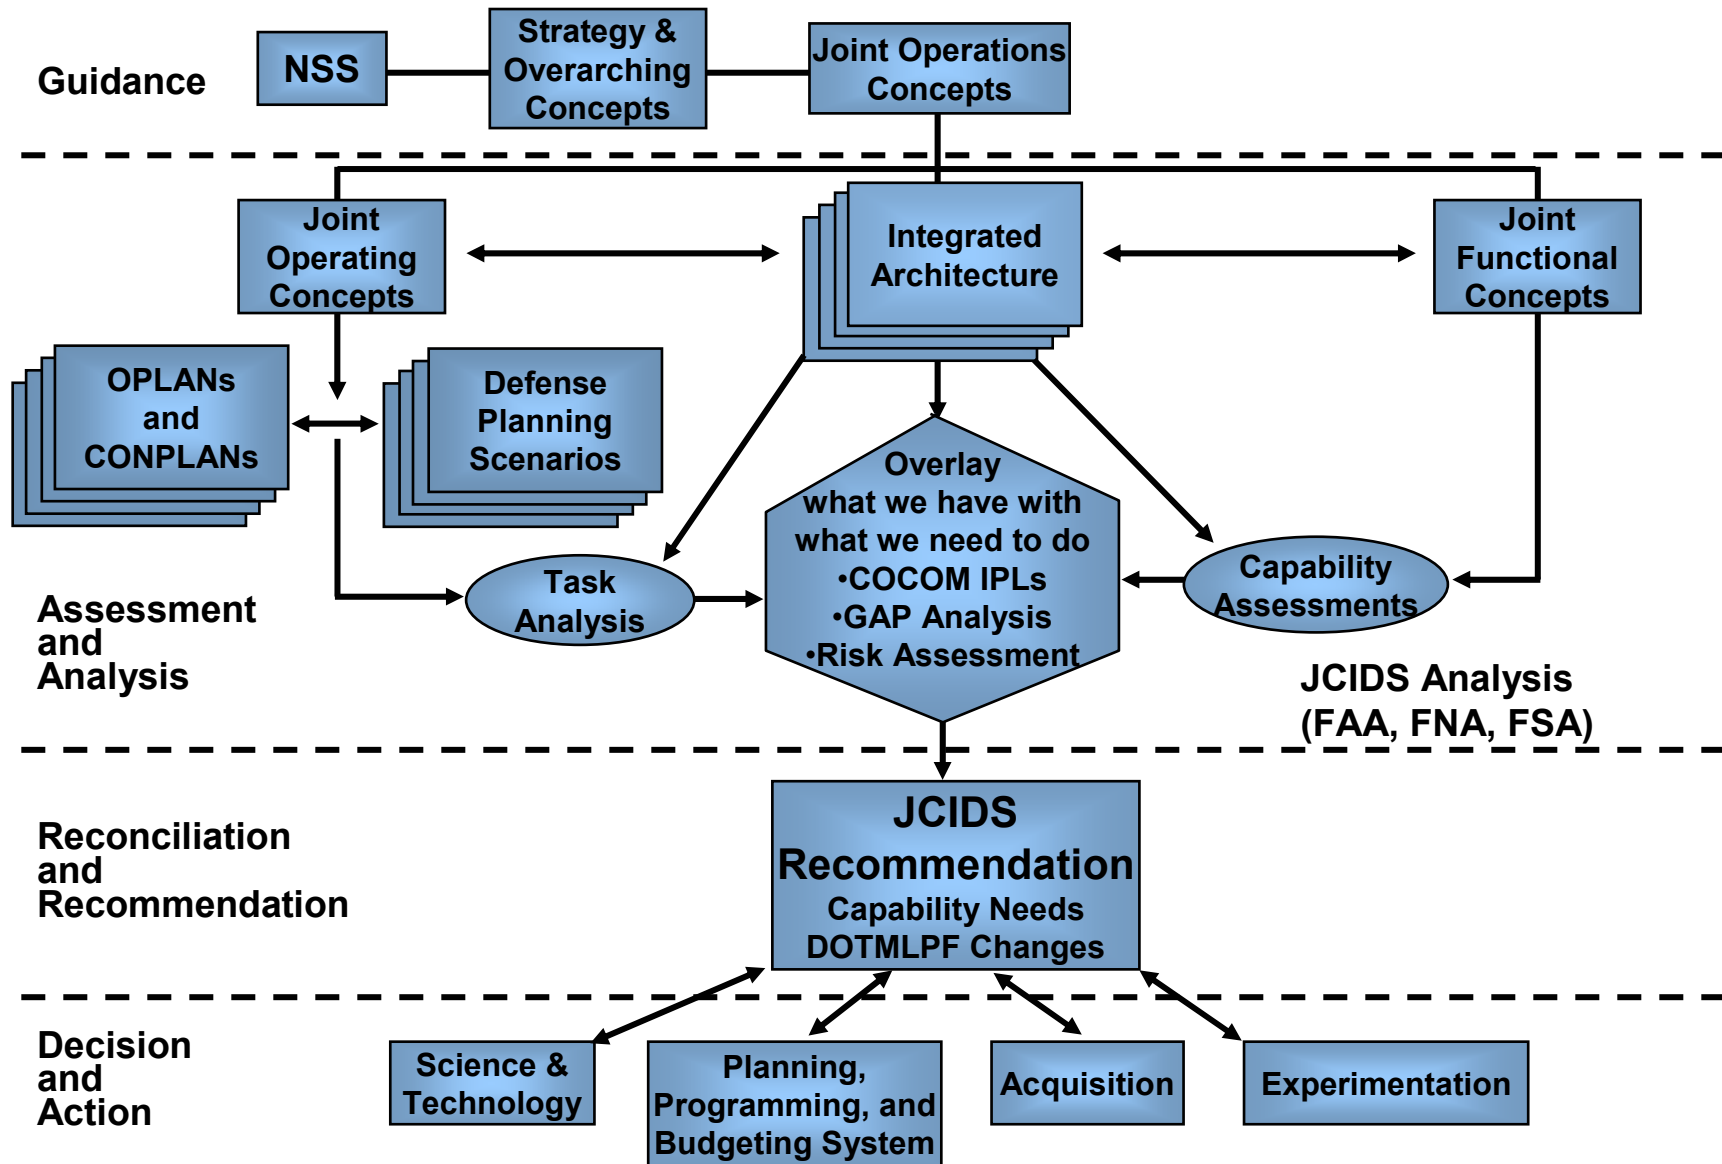 Guidance
NSS
Strategy &
Overarching
Concepts
Joint Operations
Concepts
Joint
Operating
Concepts
Integrated
Architecture
Joint
Functional
Concepts
OPLANs
and
CONPLANs
Defense
Planning
Scenarios
Overlay
what we have with
what we need to do
•COCOM IPLs
•GAP Analysis
•Risk Assessment
Task
Analysis
Capability
Assessments
Assessment
and
Analysis
JCIDS Analysis
(FAA, FNA, FSA)
Reconciliation
and
Recommendation
JCIDS
Recommendation
Capability Needs
DOTMLPF Changes
Decision
and
Action
Science &
Technology
Planning,
Programming, and
Budgeting System
Acquisition
Experimentation